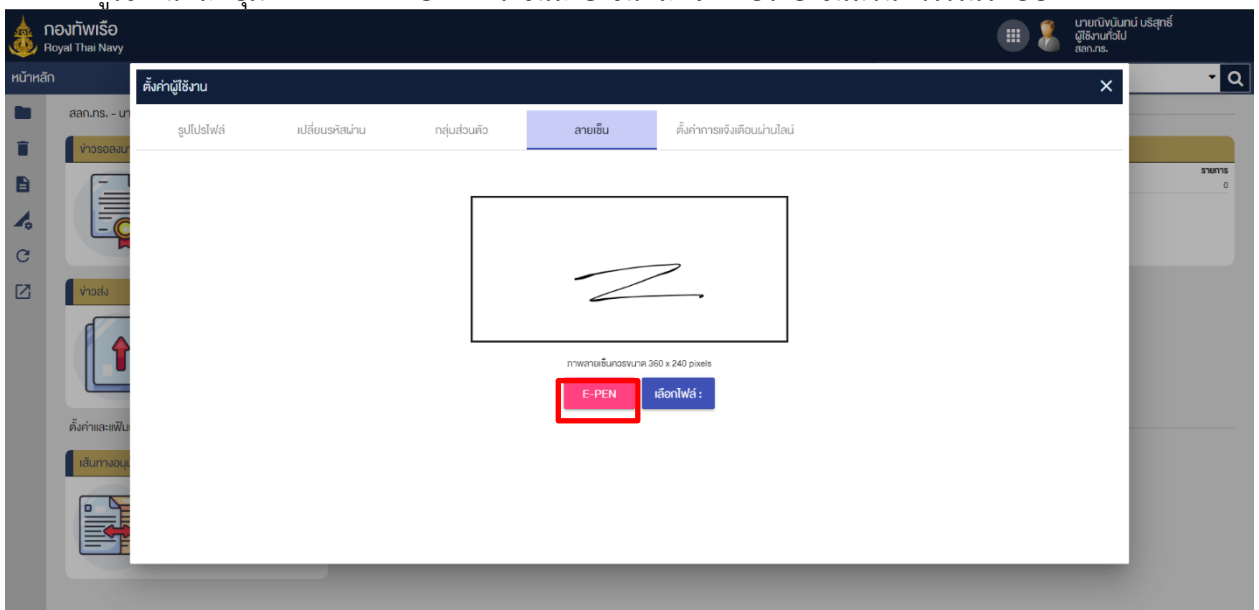 กองทัพเรือ
Royal Thai Navy
นายณิงนันทน์ บริสุทธิ์
ผู้ใช้งานทั่วไป
สลก.ทร.
หน้าหลัก
ตั้งค่าผู้ใช้งาน
สลก.ทร. - นา
รูปโปรไฟล์
เปลี่ยนรหัสผ่าน
กลุ่มส่วนตัว
ลายเซ็น
ตั้งค่าการแจ้งเตือนผ่านไลน์
ข่าวรอลงนา
รายการ
0
ข่าวส่ง
ภาพลายเซ็นควรขนาด 360 x 240 pixels
E-PEN
เลือกไฟล์ :
ตั้งค่าและแฟ้ม
เส้นทางอนุ